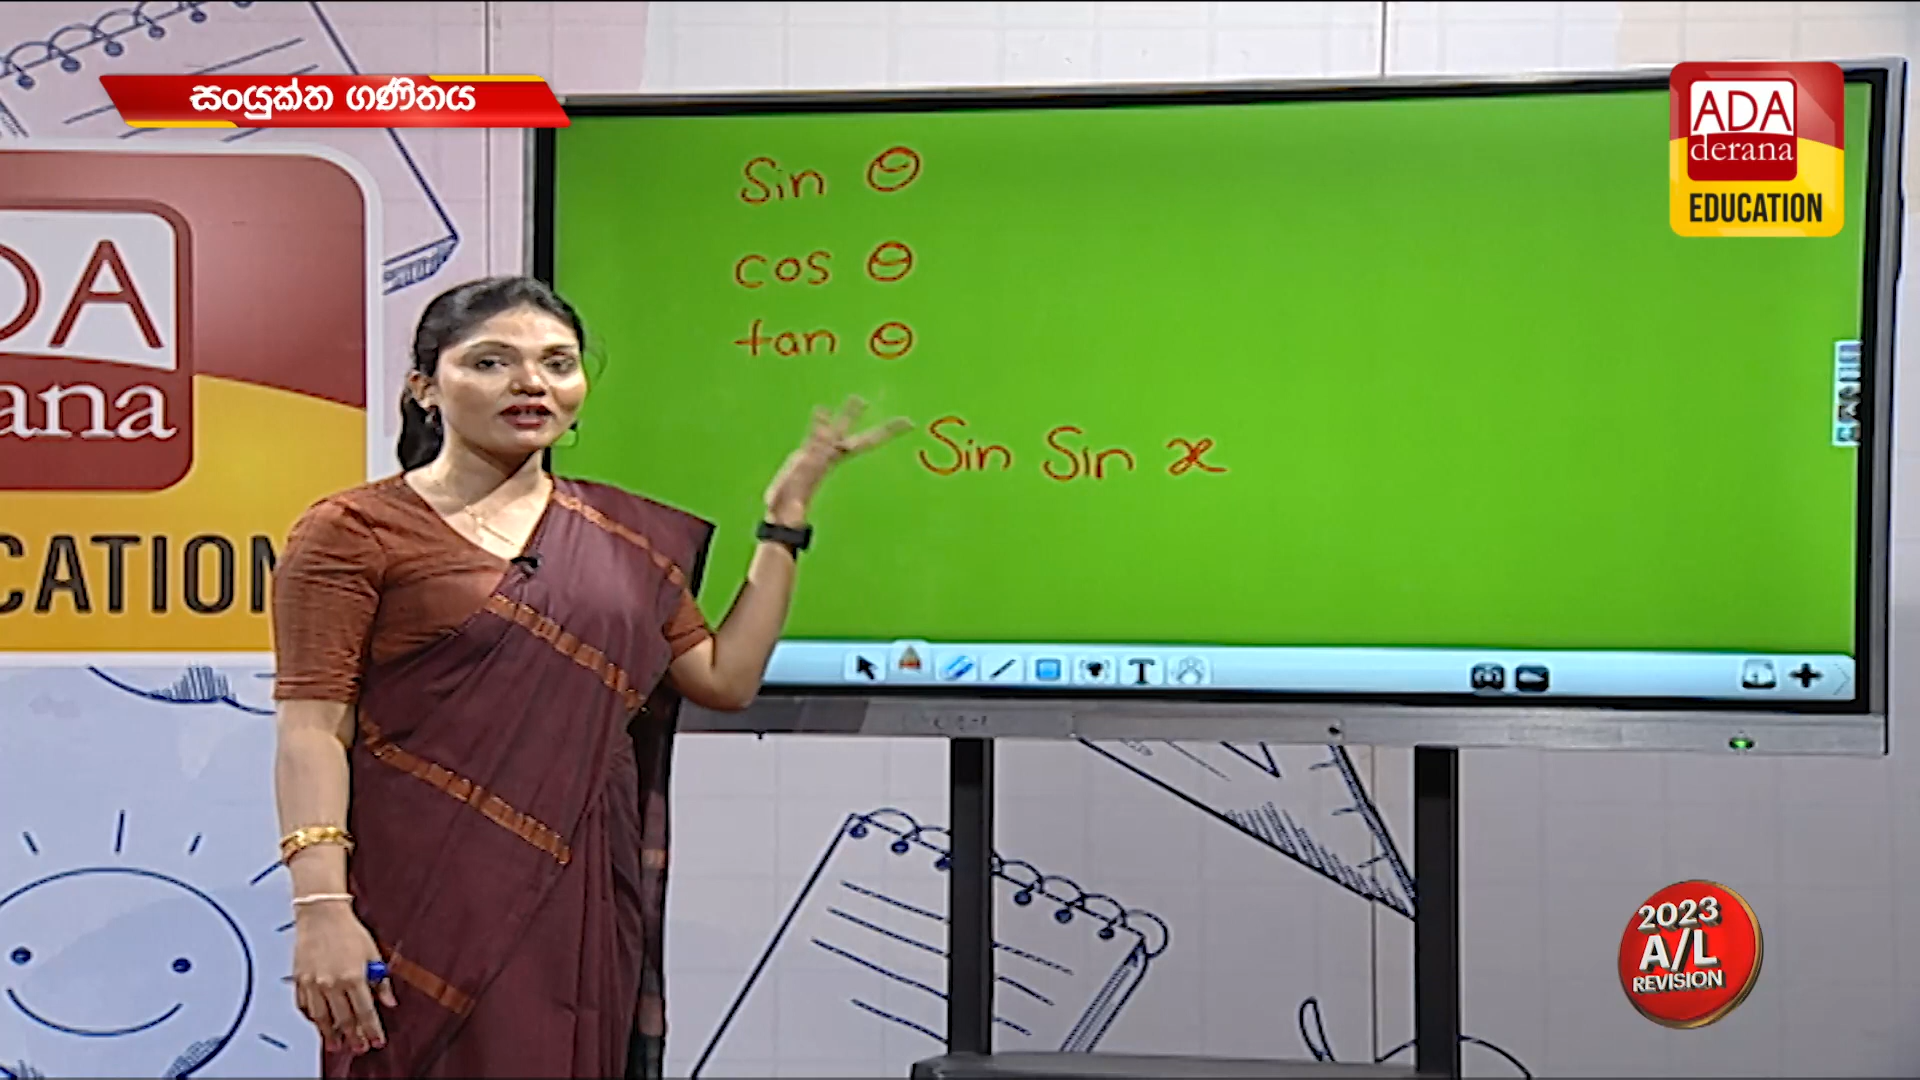 සංයුක්ත ගණිතය
ADA
derana
EDUCATION
DA
ana
CATION
Sin θ
cos θ
tan θ
Sin Sin x
T
2023
A/L
REVISION